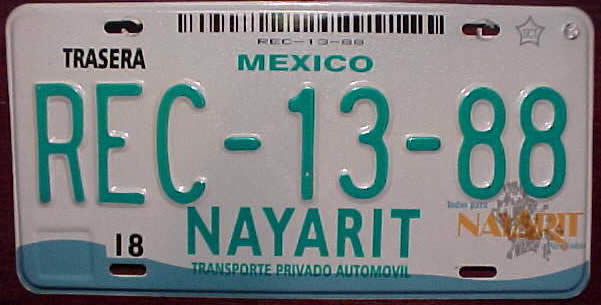 REC-13-88
TRASERA
MEXICO
REC-13-88
18
NAYARIT
TRANSPORTE PRIVADO AUTOMOVIL
NAYARIT